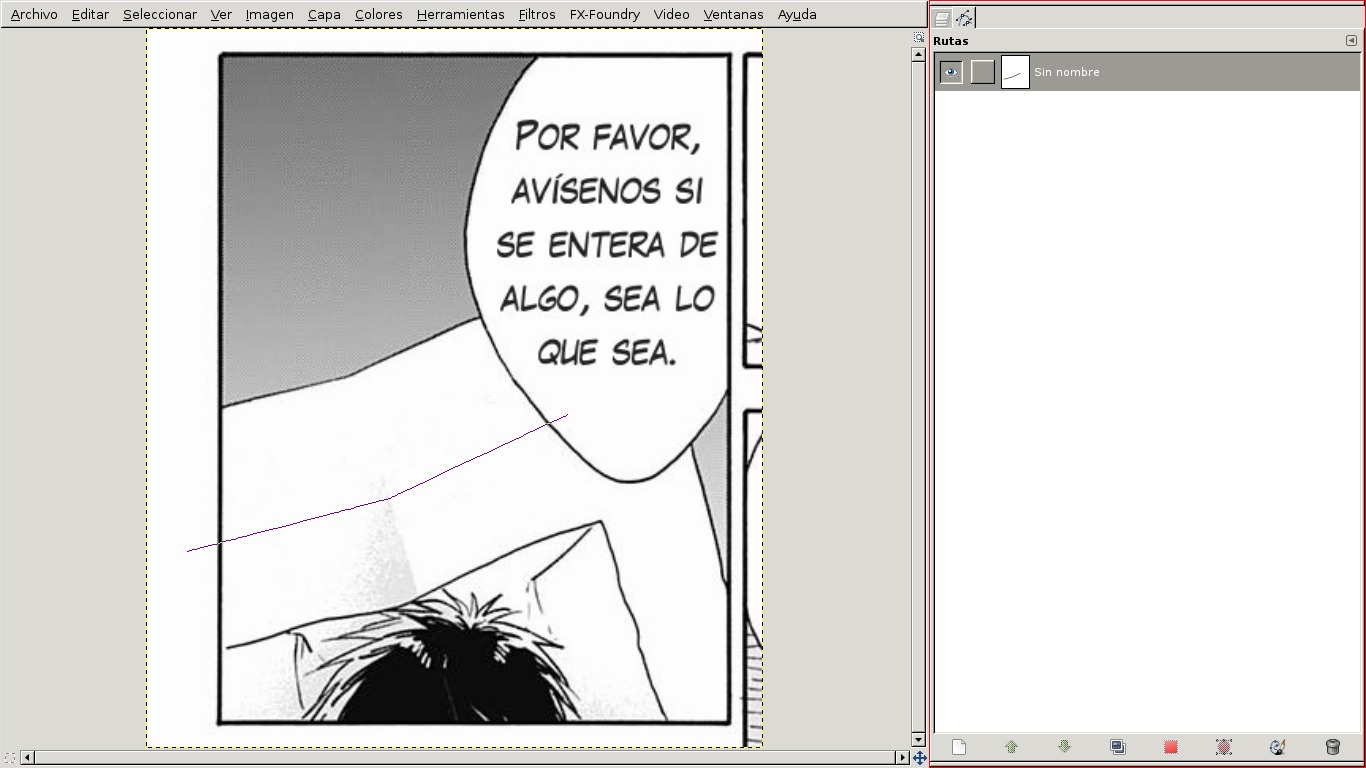 Archivo Editar Seleccionar Ver Imagen Capa Colores Herramientas Filtros FX-Foundry Video Ventanas Ayuda
Rutas
Sin nombre
POR FAVOR,
AVÍSENOS SI
SE ENTERA DE
ALGO, SEA LO
QUE SEA.